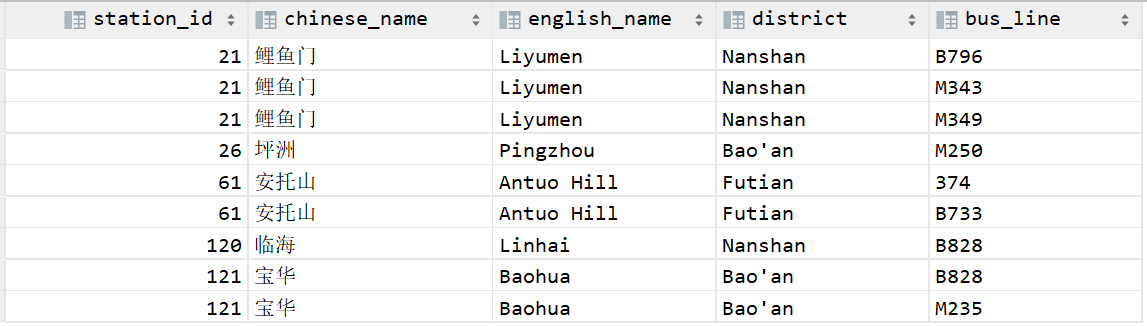 station_id chinese_name english_name district bus_line
21 鲤鱼门 Liyumen Nanshan B796
21 鲤鱼门 Liyumen Nanshan M343
21 鲤鱼门 Liyumen Nanshan M349
26 坪洲 Pingzhou Bao'an M250
61 安托山 Antuo Hill Futian 374
61 安托山 Antuo Hill Futian B733
120 临海 Linhai Nanshan B828
121 宝华 Baohua Bao'an B828
121 宝华 Baohua Bao'an M235